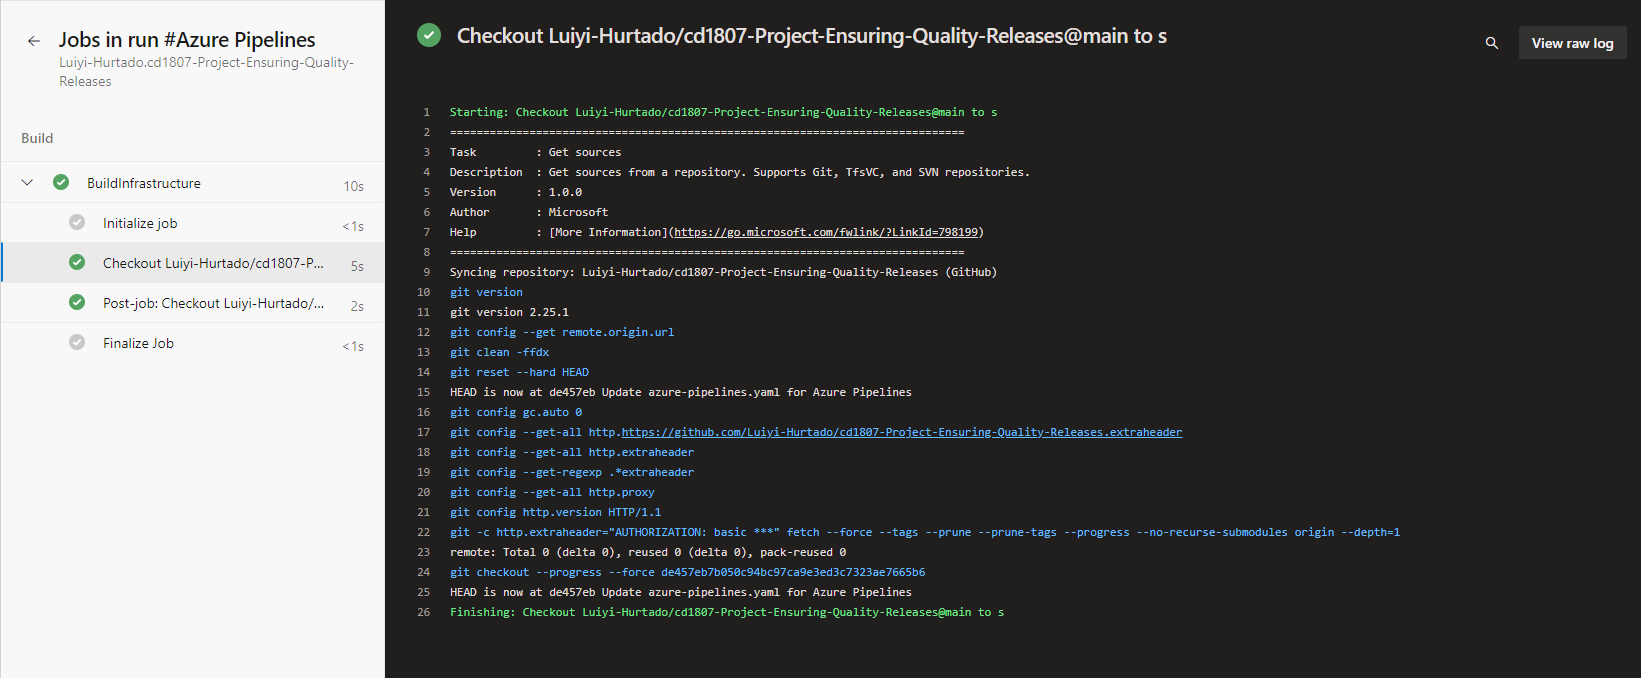 Jobs in run #Azure Pipelines
Luiyi-Hurtado.cd1807-Project-Ensuring-Quality-
Releases
Build
BuildInfrastructure 10s
Initialize job <1s
Checkout Luiyi-Hurtado/cd1807-P... 5s
Post-job: Checkout Luiyi-Hurtado/... 2s
Finalize Job <1s
Checkout Luiyi-Hurtado/cd1807-Project-Ensuring-Quality-Releases@main to s
View raw log
1 Starting: Checkout Luiyi-Hurtado/cd1807-Project-Ensuring-Quality-Releases@main to s
2 ==============================================================================
3 Task         : Get sources
4 Description  : Get sources from a repository. Supports Git, TfsVC, and SVN repositories.
5 Version      : 1.0.0
6 Author       : Microsoft
7 Help         : [More Information](https://go.microsoft.com/fwlink/?LinkId=798199)
8 ==============================================================================
9 Syncing repository: Luiyi-Hurtado/cd1807-Project-Ensuring-Quality-Releases (GitHub)
10 git version
11 git version 2.25.1
12 git config --get remote.origin.url
13 git clean -ffdx
14 git reset --hard HEAD
15 HEAD is now at de457eb Update azure-pipelines.yaml for Azure Pipelines
16 git config gc.auto 0
17 git config --get-all http.https://github.com/Luiyi-Hurtado/cd1807-Project-Ensuring-Quality-Releases.extraheader
18 git config --get-all http.extraheader
19 git config --get-regexp .*extraheader
20 git config --get-all http.proxy
21 git config http.version HTTP/1.1
22 git -c http.extraheader="AUTHORIZATION: basic ***" fetch --force --tags --prune --prune-tags --progress --no-recurse-submodules origin --depth=1
23 remote: Total 0 (delta 0), reused 0 (delta 0), pack-reused 0
24 git checkout --progress --force de457eb7b050c94bc97ca9e3ed3c7323ae7665b6
25 HEAD is now at de457eb Update azure-pipelines.yaml for Azure Pipelines
26 Finishing: Checkout Luiyi-Hurtado/cd1807-Project-Ensuring-Quality-Releases@main to s